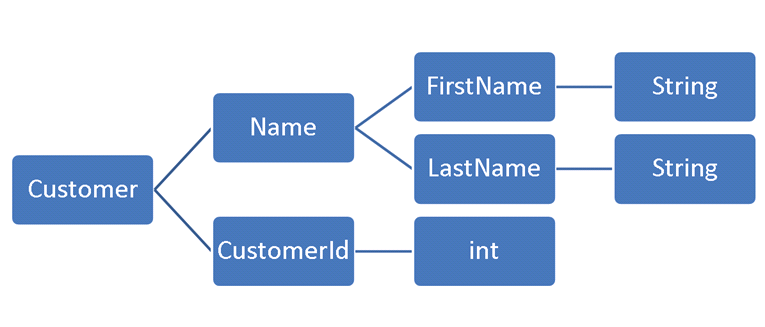 Customer
Name
FirstName
String
LastName
String
CustomerId
int